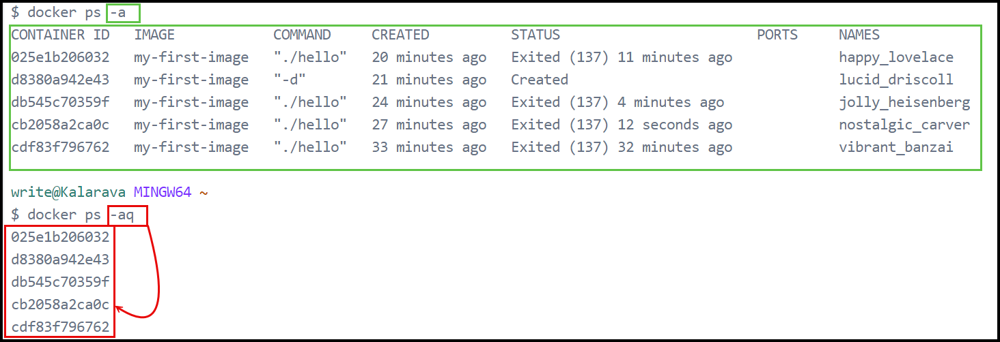 $ docker ps -a
CONTAINER ID   IMAGE            COMMAND    CREATED          STATUS                        PORTS     NAMES
025e1b206032   my-first-image   "./hello"   20 minutes ago   Exited (137) 11 minutes ago             happy_lovelace
d8380a942e43   my-first-image   "-d"        21 minutes ago   Created                                 lucid_driscoll
db545c70359f   my-first-image   "./hello"   24 minutes ago   Exited (137) 4 minutes ago              jolly_heisenberg
cb2058a2ca0c   my-first-image   "./hello"   27 minutes ago   Exited (137) 12 seconds ago             nostalgic_carver
cdf83f796762   my-first-image   "./hello"   33 minutes ago   Exited (137) 32 minutes ago             vibrant_banzai
write@Kalarava MINGW64 ~
$ docker ps -aq
025e1b206032
d8380a942e43
db545c70359f
cb2058a2ca0c
cdf83f796762